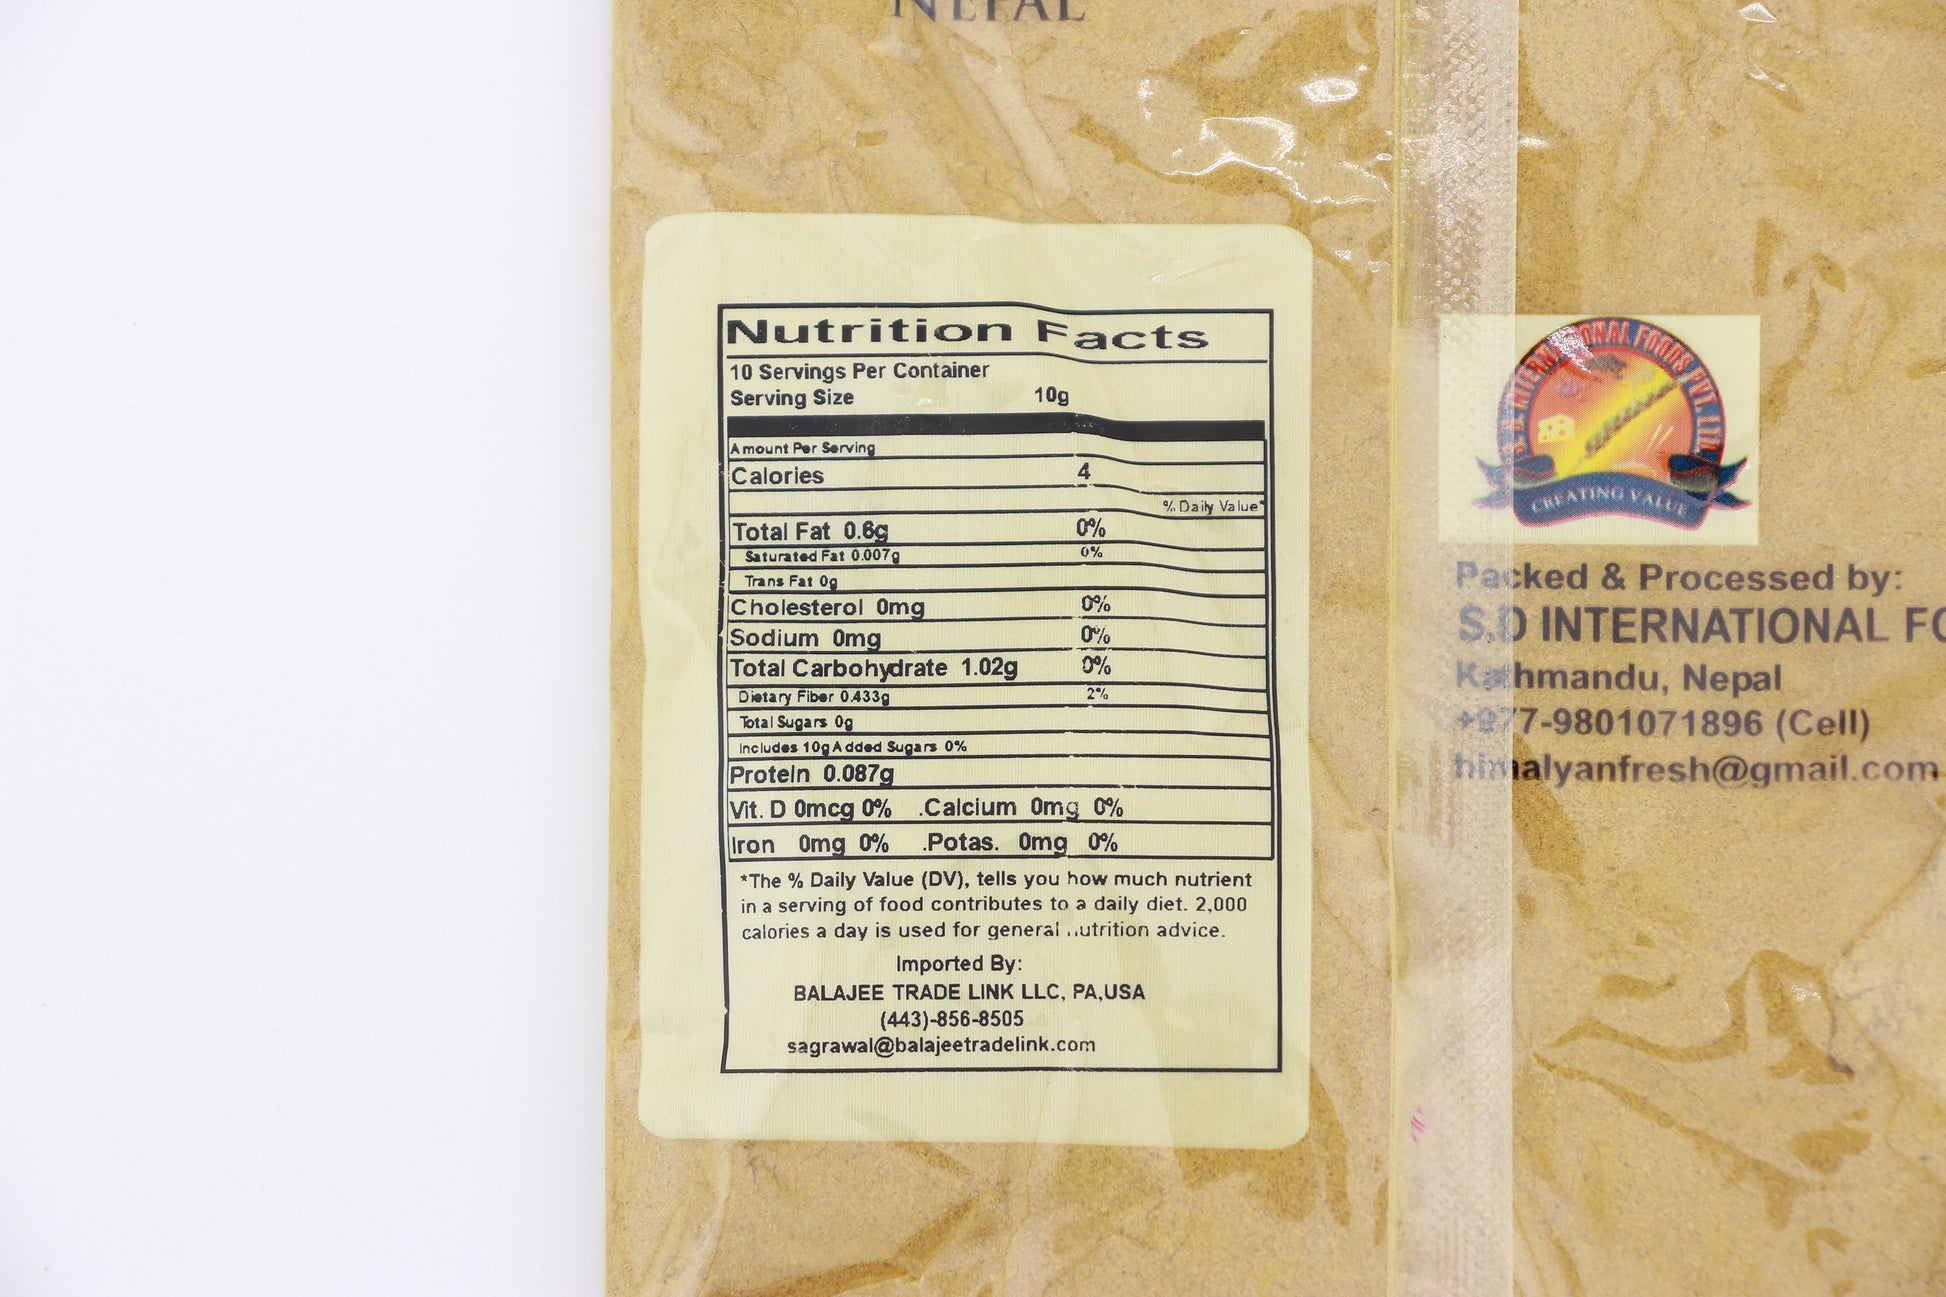 NEPAL
Nutrition Facts
10 Servings Per Container
Serving Size 10g
Amount Per Serving
Calories 4
% Daily Value*
Total Fat 0.6g 0%
Saturated Fat 0.007g 0%
Trans Fat 0g
Cholesterol 0mg 0%
Sodium 0mg 0%
Total Carbohydrate 1.02g 0%
Dietary Fiber 0.433g 2%
Total Sugars 0g
Includes 10g Added Sugars 0%
Protein 0.087g
Vit. D 0mcg 0% .Calcium 0mg 0%
Iron 0mg 0% .Potas. 0mg 0%
*The % Daily Value (DV), tells you how much nutrient
in a serving of food contributes to a daily diet. 2,000
calories a day is used for general nutrition advice.
Imported By:
BALAJEE TRADE LINK LLC, PA,USA
(443)-856-8505
sagrawal@balajeetradelink.com
INTERNATIONAL FOODS PVT. LTD.
CREATING VALUE
Packed & Processed by:
S.D INTERNATIONAL FO
Kathmandu, Nepal
+977-9801071896 (Cell)
himalyanfresh@gmail.com